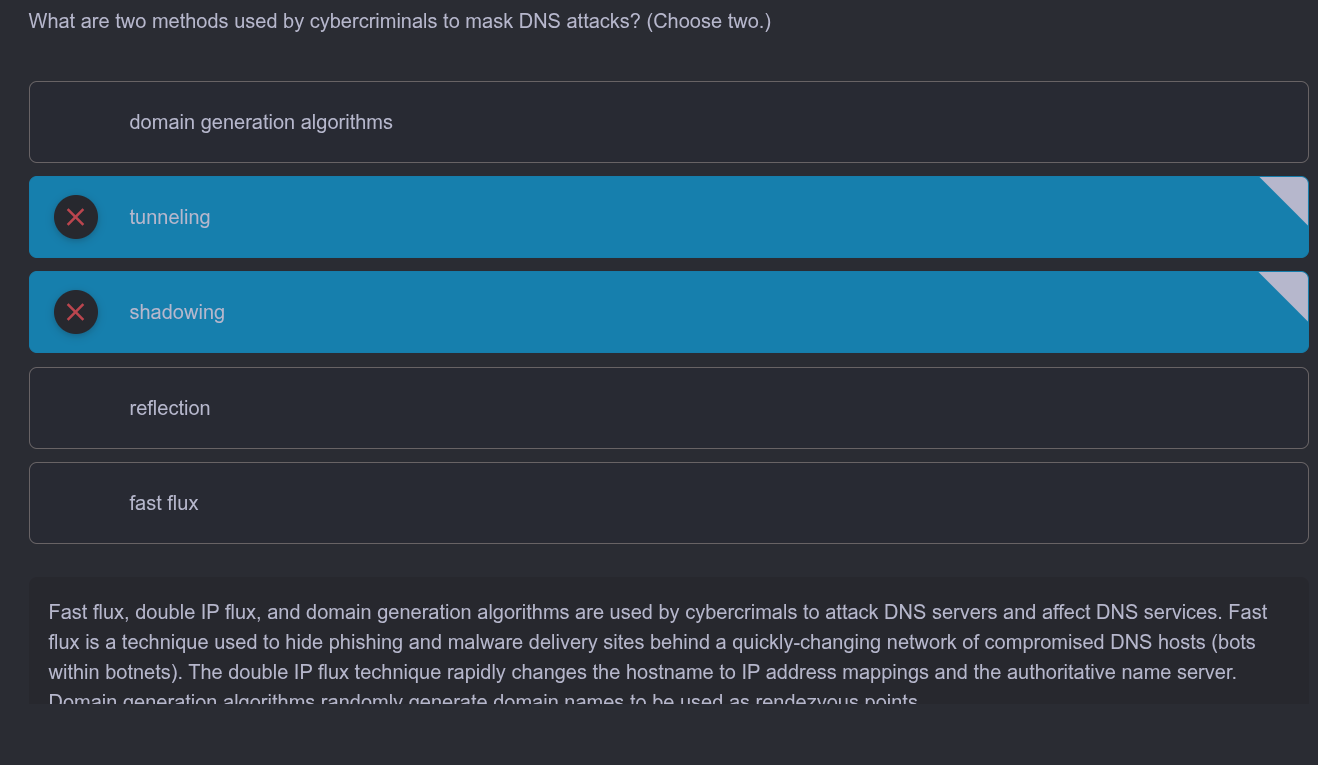 What are two methods used by cybercriminals to mask DNS attacks? (Choose two.)
domain generation algorithms
tunneling
shadowing
reflection
fast flux
Fast flux, double IP flux, and domain generation algorithms are used by cybercrimals to attack DNS servers and affect DNS services. Fast
flux is a technique used to hide phishing and malware delivery sites behind a quickly-changing network of compromised DNS hosts (bots
within botnets). The double IP flux technique rapidly changes the hostname to IP address mappings and the authoritative name server.
Domain generation algorithms randomly generate domain names to be used as rendezvous points.